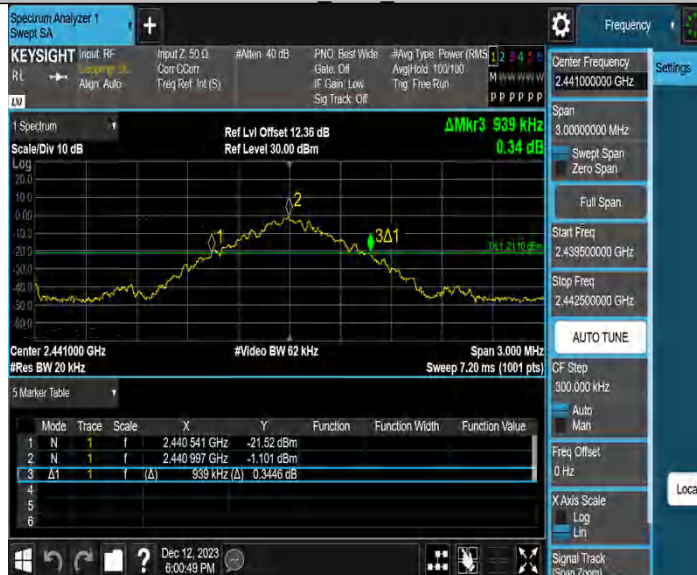 Spectrum Analyzer 1
Swept SA
+
Frequency
KEYSIGHT
Input: RF
Input Z: 50 Ω
#Atten: 40 dB
PNO: Best Wide
#Avg Type: Power (RMS
1 2 3 4 5 6
RL
Corr CCorr
Gate: Off
Avg|Hold: 100/100
M W W W W W
Align: Auto
Freq Ref: Int (S)
IF Gain: Low
Trig: Free Run
Sig Track: Off
P P P P P P
LXI
Center Frequency
2.441000000 GHz
Settings
Span
3.00000000 MHz
Swept Span
Zero Span
Full Span
Start Freq
2.439500000 GHz
Stop Freq
2.442500000 GHz
AUTO TUNE
CF Step
300.000 kHz
Auto
Man
Freq Offset
0 Hz
X Axis Scale
Log
Lin
Signal Track
(Span Zoom)
Loca
1 Spectrum
Scale/Div 10 dB
Ref Lvl Offset 12.36 dB
Ref Level 30.00 dBm
ΔMkr3 939 kHz
0.34 dB
Log
20.0
10.0
0.00
-10.0
-20.0
-30.0
-40.0
-50.0
-60.0
1
2
3Δ1
Center 2.441000 GHz
#Video BW 62 kHz
Span 3.000 MHz
#Res BW 20 kHz
Sweep 7.20 ms (1001 pts)
5 Marker Table
Mode Trace Scale X Y Function Function Width Function Value
1 N 1 f 2.440 541 GHz -21.52 dBm
2 N 1 f 2.440 997 GHz -1.101 dBm
3 Δ1 1 f (Δ) 939 kHz (Δ) 0.3446 dB
4
5
6
?
Dec 12, 2023
6:00:49 PM